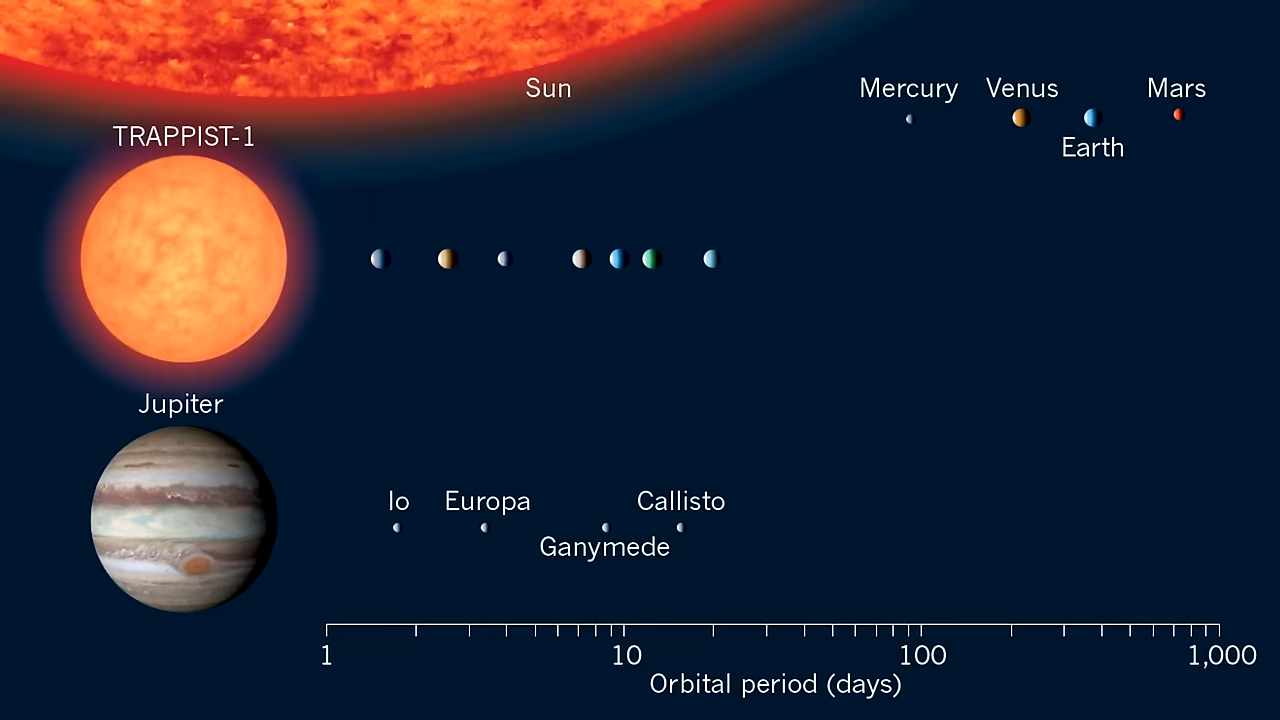 Sun
Mercury Venus Mars
Earth
TRAPPIST-1
Jupiter
Io Europa Callisto
Ganymede
1 10 100 1,000
Orbital period (days)